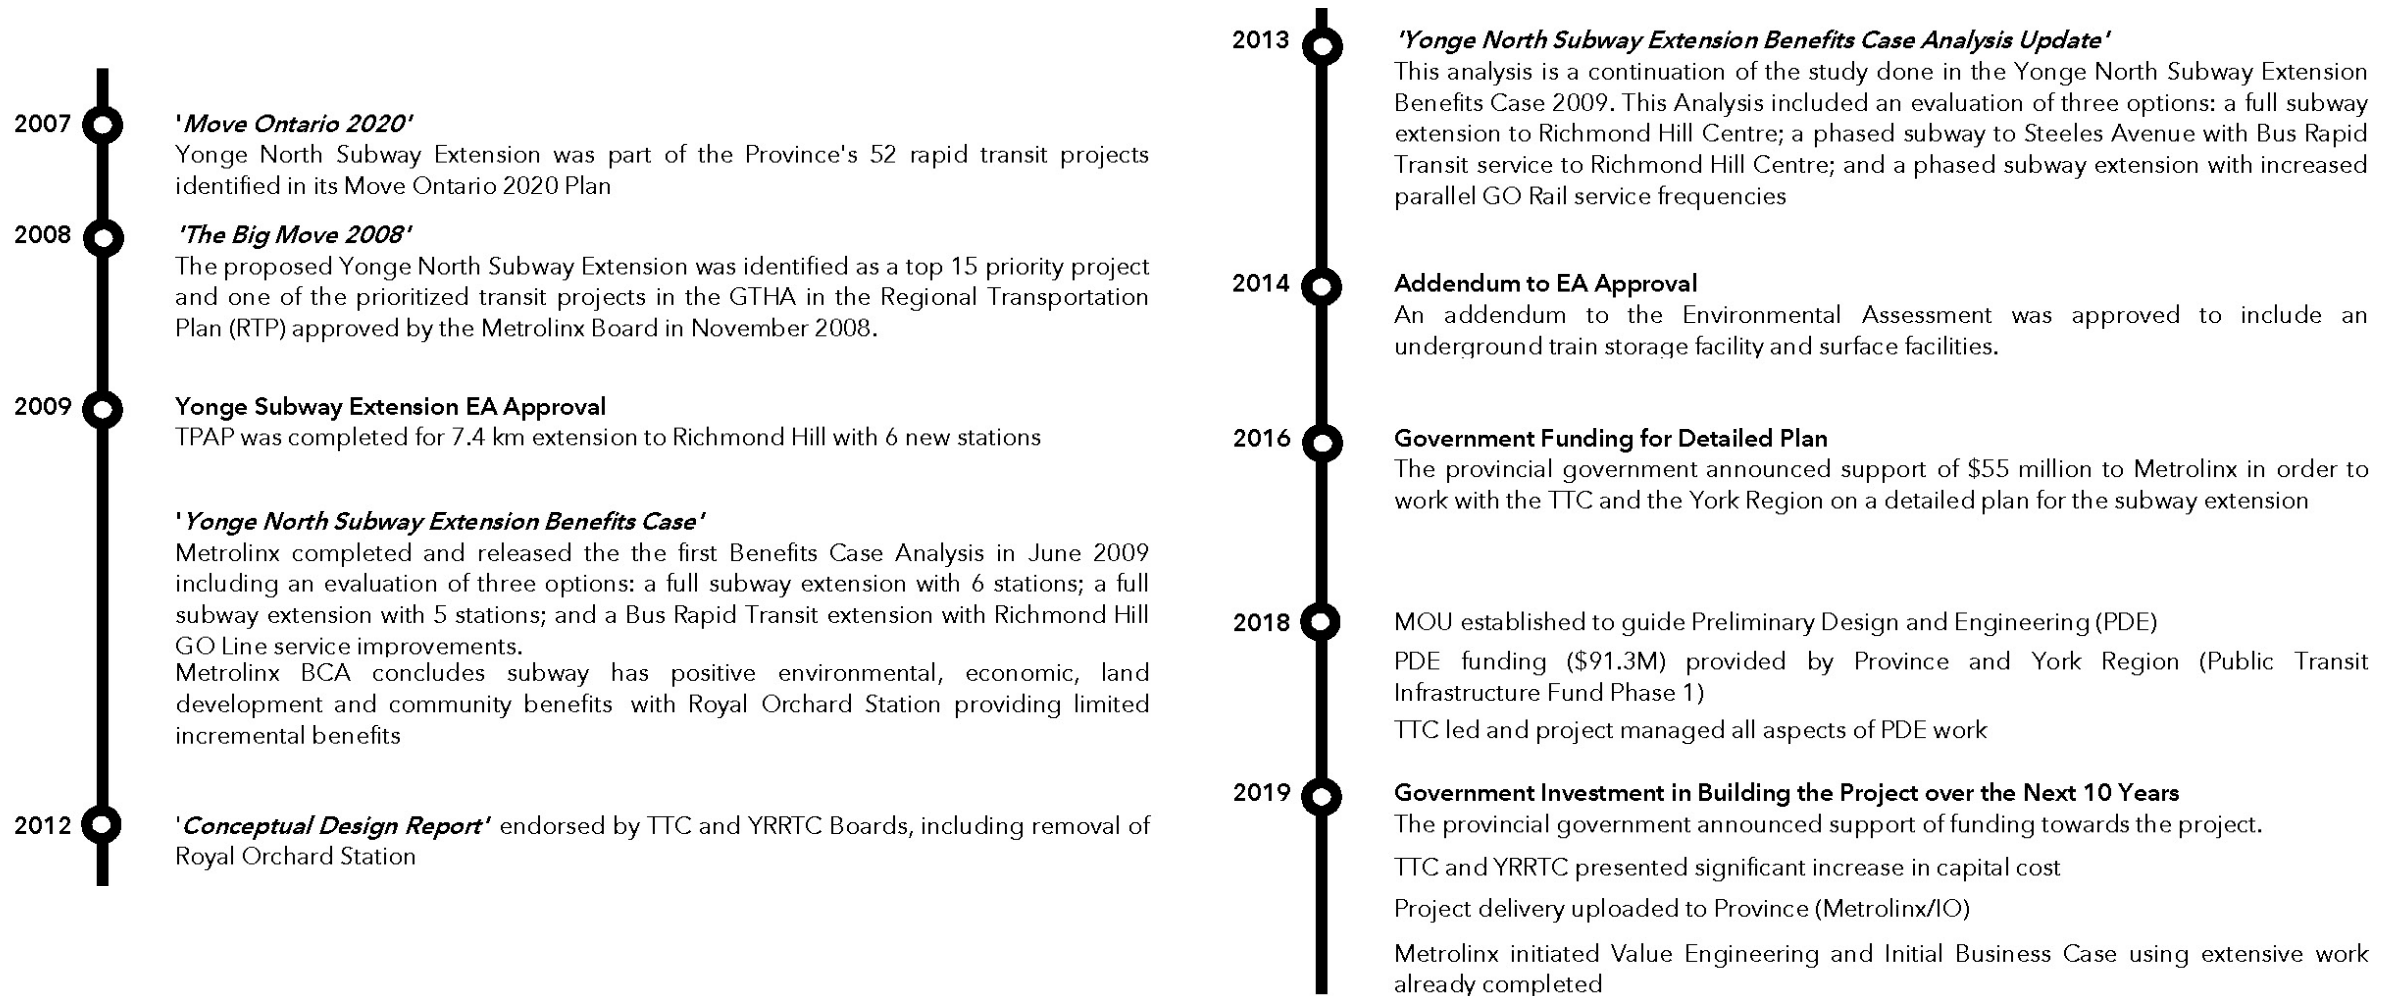 2007
'Move Ontario 2020'
Yonge North Subway Extension was part of the Province's 52 rapid transit projects
identified in its Move Ontario 2020 Plan
2008
'The Big Move 2008'
The proposed Yonge North Subway Extension was identified as a top 15 priority project
and one of the prioritized transit projects in the GTHA in the Regional Transportation
Plan (RTP) approved by the Metrolinx Board in November 2008.
2009
Yonge Subway Extension EA Approval
TPAP was completed for 7.4 km extension to Richmond Hill with 6 new stations
'Yonge North Subway Extension Benefits Case'
Metrolinx completed and released the the first Benefits Case Analysis in June 2009
including an evaluation of three options: a full subway extension with 6 stations; a full
subway extension with 5 stations; and a Bus Rapid Transit extension with Richmond Hill
GO Line service improvements.
Metrolinx BCA concludes subway has positive environmental, economic, land
development and community benefits with Royal Orchard Station providing limited
incremental benefits
2012
'Conceptual Design Report' endorsed by TTC and YRRTC Boards, including removal of
Royal Orchard Station
2013
'Yonge North Subway Extension Benefits Case Analysis Update'
This analysis is a continuation of the study done in the Yonge North Subway Extension
Benefits Case 2009. This Analysis included an evaluation of three options: a full subway
extension to Richmond Hill Centre; a phased subway to Steeles Avenue with Bus Rapid
Transit service to Richmond Hill Centre; and a phased subway extension with increased
parallel GO Rail service frequencies
2014
Addendum to EA Approval
An addendum to the Environmental Assessment was approved to include an
underground train storage facility and surface facilities.
2016
Government Funding for Detailed Plan
The provincial government announced support of $55 million to Metrolinx in order to
work with the TTC and the York Region on a detailed plan for the subway extension
2018
MOU established to guide Preliminary Design and Engineering (PDE)
PDE funding ($91.3M) provided by Province and York Region (Public Transit
Infrastructure Fund Phase 1)
TTC led and project managed all aspects of PDE work
2019
Government Investment in Building the Project over the Next 10 Years
The provincial government announced support of funding towards the project.
TTC and YRRTC presented significant increase in capital cost
Project delivery uploaded to Province (Metrolinx/IO)
Metrolinx initiated Value Engineering and Initial Business Case using extensive work
already completed